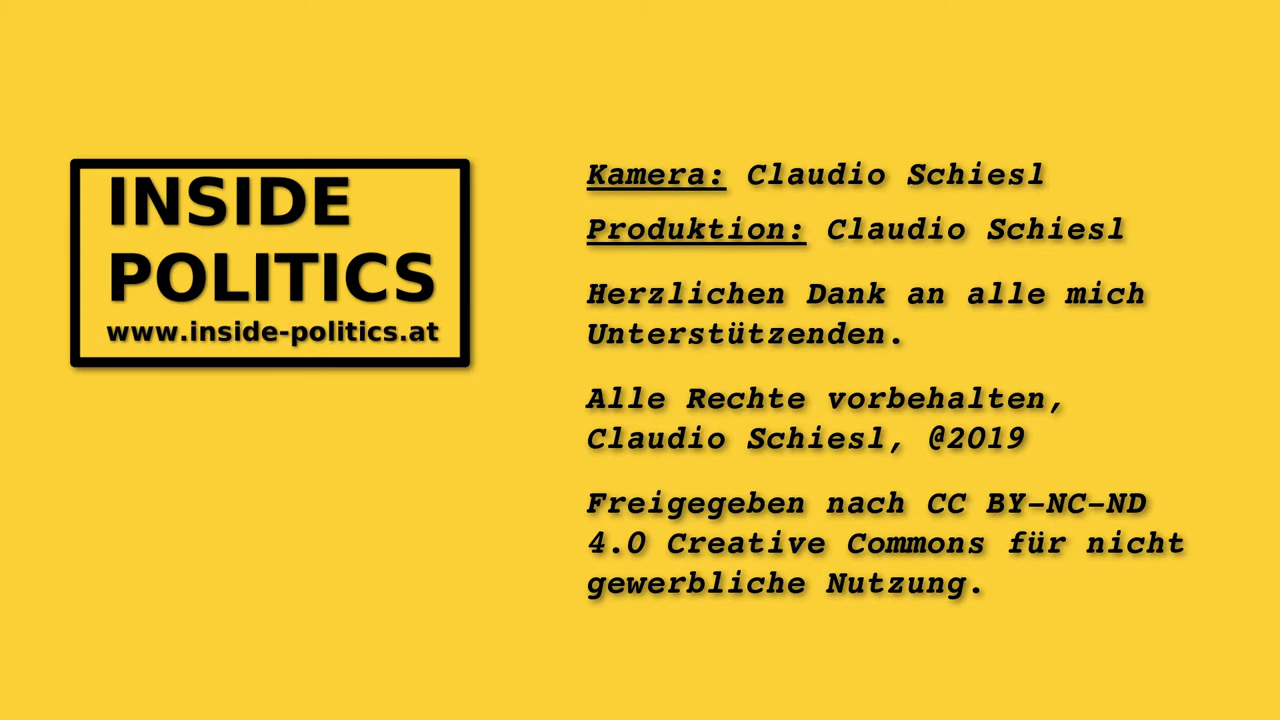 INSIDE
POLITICS
www.inside-politics.at
Kamera: Claudio Schiesl
Produktion: Claudio Schiesl
Herzlichen Dank an alle mich
Unterstützenden.
Alle Rechte vorbehalten,
Claudio Schiesl, @2019
Freigegeben nach CC BY-NC-ND
4.0 Creative Commons für nicht
gewerbliche Nutzung.